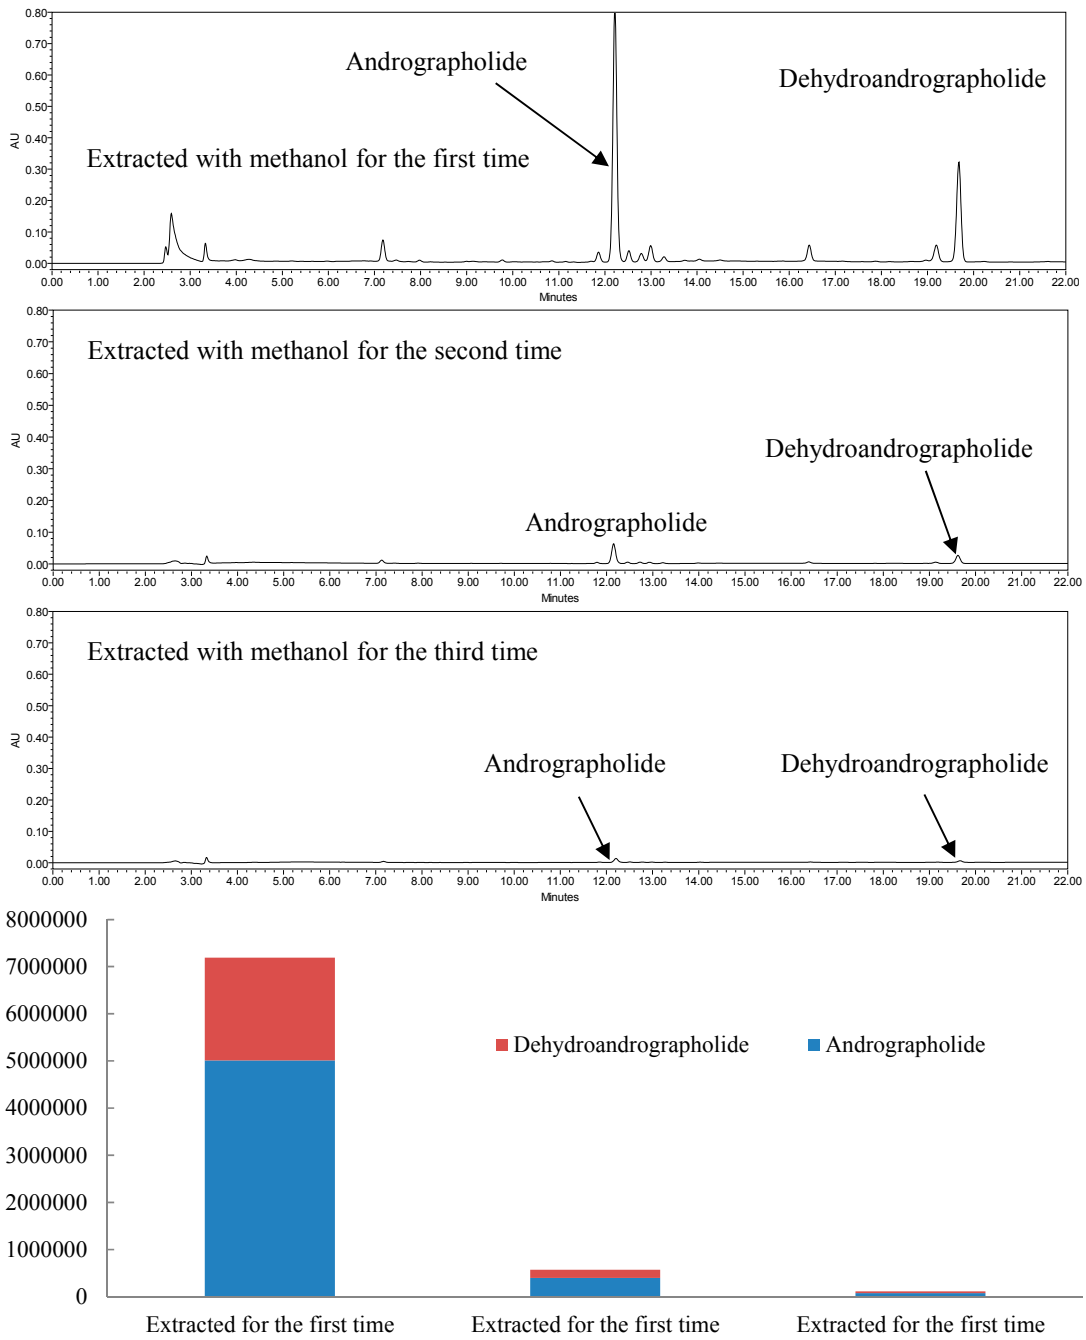 0.80
0.70
Andrographolide
Dehydroandrographolide
0.60
0.50
AU
0.40
Extracted with methanol for the first time
0.30
0.20
0.10
0.00
0.00 1.00 2.00 3.00 4.00 5.00 6.00 7.00 8.00 9.00 10.00 11.00 12.00 13.00 14.00 15.00 16.00 17.00 18.00 19.00 20.00 21.00 22.00
Minutes
0.80
0.70
Extracted with methanol for the second time
0.60
0.50
AU
0.40
Dehydroandrographolide
0.30
0.20
Andrographolide
0.10
0.00
0.00 1.00 2.00 3.00 4.00 5.00 6.00 7.00 8.00 9.00 10.00 11.00 12.00 13.00 14.00 15.00 16.00 17.00 18.00 19.00 20.00 21.00 22.00
Minutes
0.80
0.70
Extracted with methanol for the third time
0.60
0.50
AU
0.40
0.30
Andrographolide
Dehydroandrographolide
0.20
0.10
0.00
0.00 1.00 2.00 3.00 4.00 5.00 6.00 7.00 8.00 9.00 10.00 11.00 12.00 13.00 14.00 15.00 16.00 17.00 18.00 19.00 20.00 21.00 22.00
Minutes
8000000
7000000
6000000
Dehydroandrographolide Andrographolide
5000000
4000000
3000000
2000000
1000000
0
Extracted for the first time Extracted for the first time Extracted for the first time